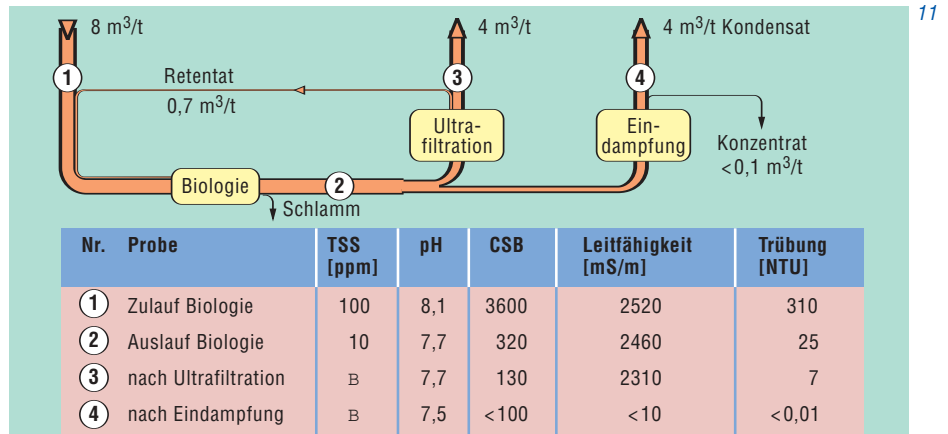 11
8 m³/t
4 m³/t
4 m³/t Kondensat
1
Retentat
0,7 m³/t
3
4
Ultra-
filtration
Ein-
dampfung
Konzentrat
<0,1 m³/t
Biologie
2
Schlamm
Nr. Probe TSS [ppm] pH CSB Leitfähigkeit [mS/m] Trübung [NTU]
1 Zulauf Biologie 100 8,1 3600 2520 310
2 Auslauf Biologie 10 7,7 320 2460 25
3 nach Ultrafiltration B 7,7 130 2310 7
4 nach Eindampfung B 7,5 <100 <10 <0,01